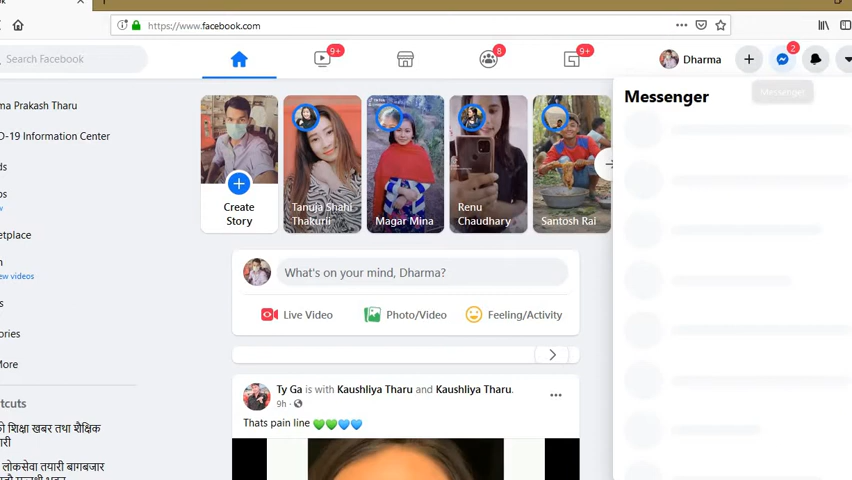 https://www.facebook.com
Search Facebook
9+
8
9+
Dharma
2
Messenger
Messenger
ma Prakash Tharu
D-19 Information Center
ds
ps
w
etplace
h
ew videos
s
ories
More
tcuts
को शिक्षा खबर तथा शैक्षिक
ारी
लोकसेवा तयारी बागबजार
Create
Story
Tanuja Shahi
Thakurii
Magar Mina
Renu
Chaudhary
Santosh Rai
What's on your mind, Dharma?
Live Video
Photo/Video
Feeling/Activity
Ty Ga is with Kaushliya Tharu and Kaushliya Tharu.
9h
Thats pain line